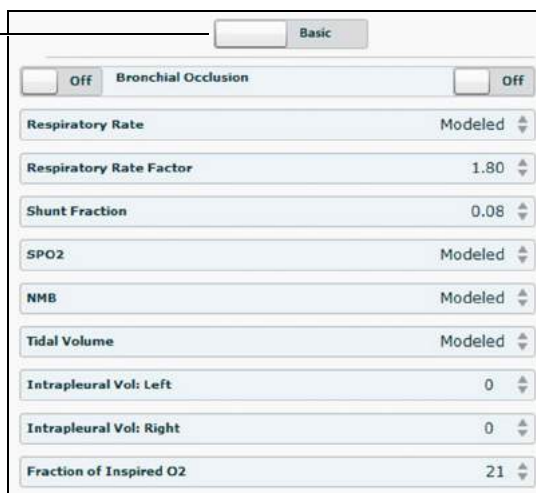 Basic
Off Bronchial Occlusion Off
Respiratory Rate Modeled
Respiratory Rate Factor 1.80
Shunt Fraction 0.08
SPO2 Modeled
NMB Modeled
Tidal Volume Modeled
Intrapleural Vol: Left 0
Intrapleural Vol: Right 0
Fraction of Inspired O2 21